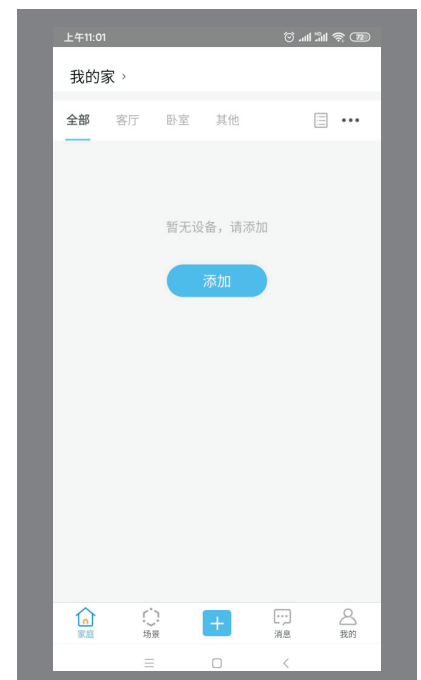 上午11:01
72
我的家 ›
全部 客厅 卧室 其他
暂无设备，请添加
添加
家庭 场景 消息 我的